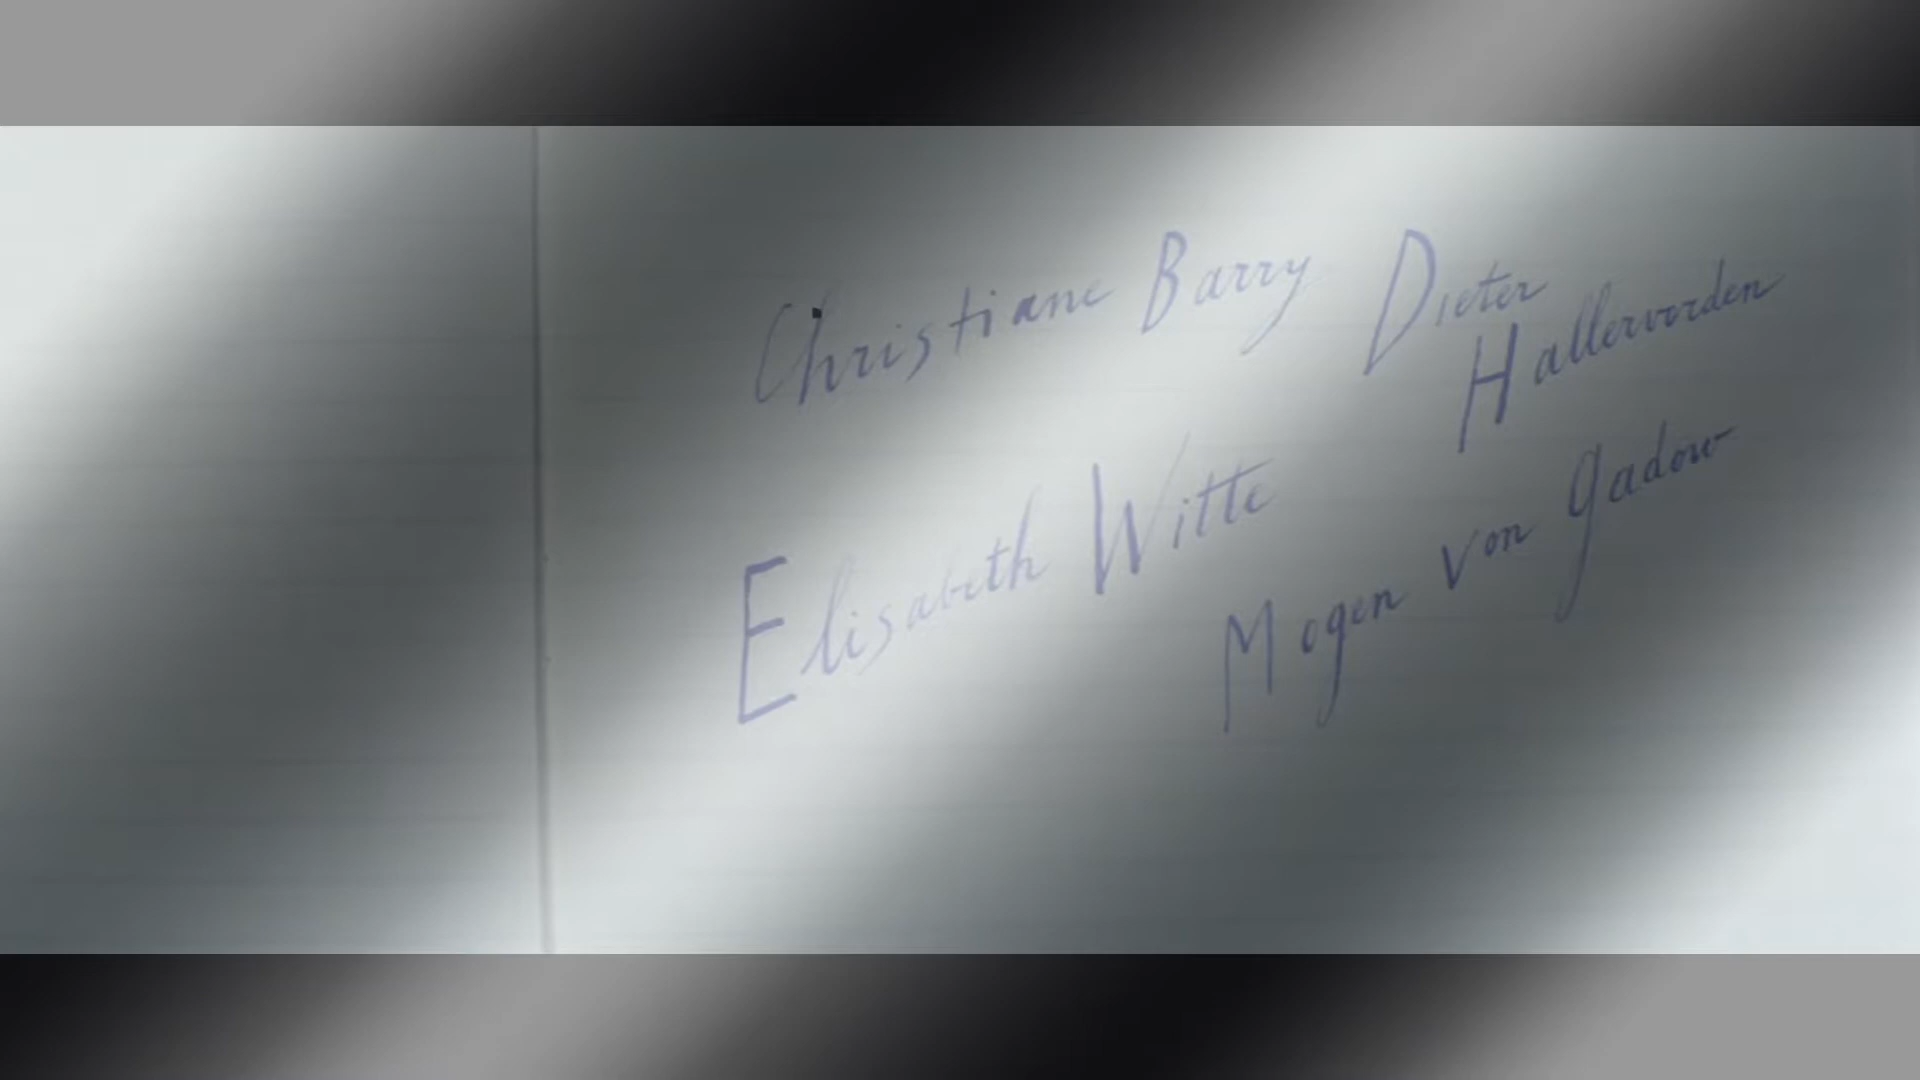 Christiane Barry
Dieter
Hallervorden
Elisabeth Witte
Mogen von Gadow